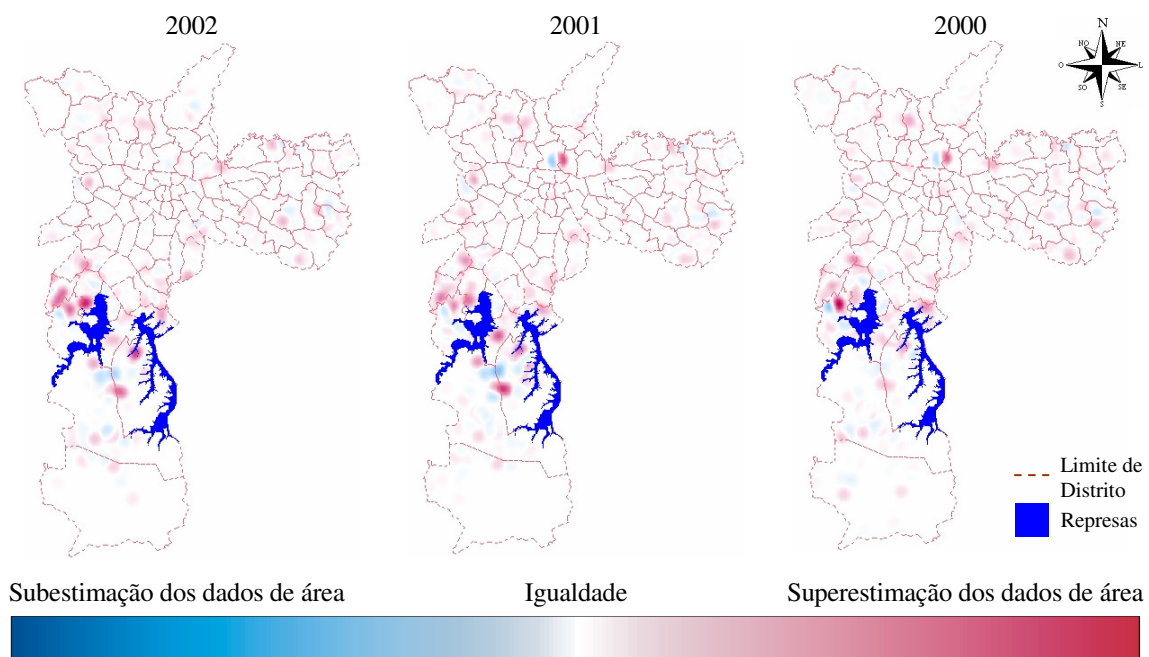 2002
2001
2000
N
NO
NE
O
L
SO
SE
S
Limite de
Distrito
Represas
Subestimação dos dados de área
Igualdade
Superestimação dos dados de área